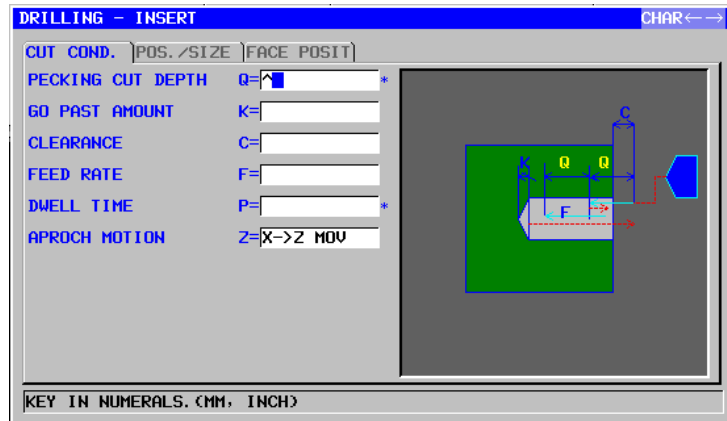 DRILLING - INSERT CHAR←→
CUT COND. POS./SIZE FACE POSIT
PECKING CUT DEPTH Q=^ *
GO PAST AMOUNT K=
CLEARANCE C=
FEED RATE F=
DWELL TIME P= *
APROCH MOTION Z=X->Z MOV
C
K Q Q
F
KEY IN NUMERALS.(MM, INCH)